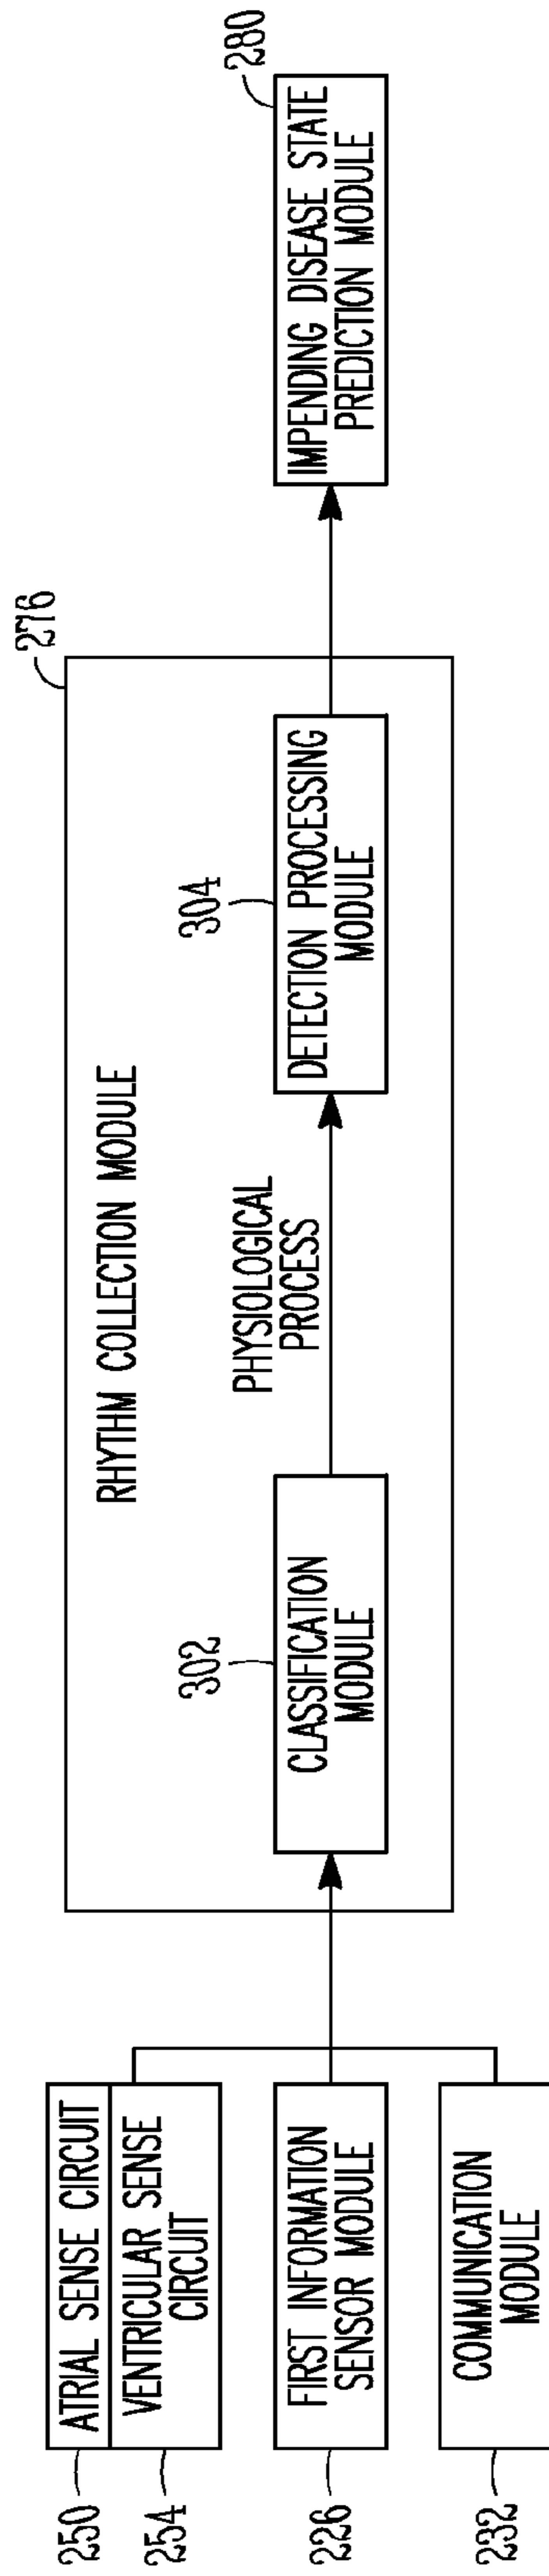 250
ATRIAL SENSE CIRCUIT
254
VENTRICULAR SENSE
CIRCUIT
226
FIRST INFORMATION
SENSOR MODULE
232
COMMUNICATION
MODULE
276
RHYTHM COLLECTION MODULE
302
CLASSIFICATION
MODULE
PHYSIOLOGICAL
PROCESS
304
DETECTION PROCESSING
MODULE
280
IMPENDING DISEASE STATE
PREDICTION MODULE